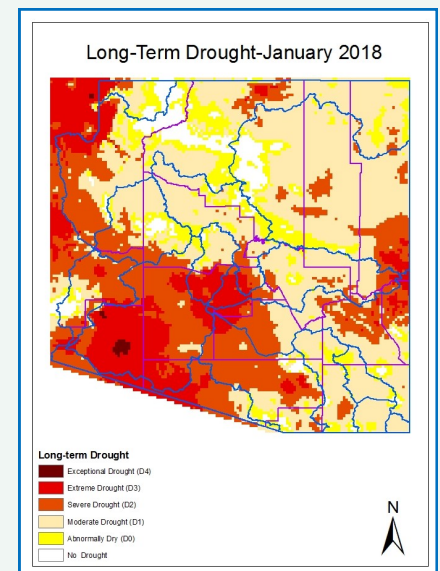 Long-Term Drought-January 2018
Long-term Drought
Exceptional Drought (D4)
Extreme Drought (D3)
Severe Drought (D2)
Moderate Drought (D1)
Abnormally Dry (D0)
No Drought
N